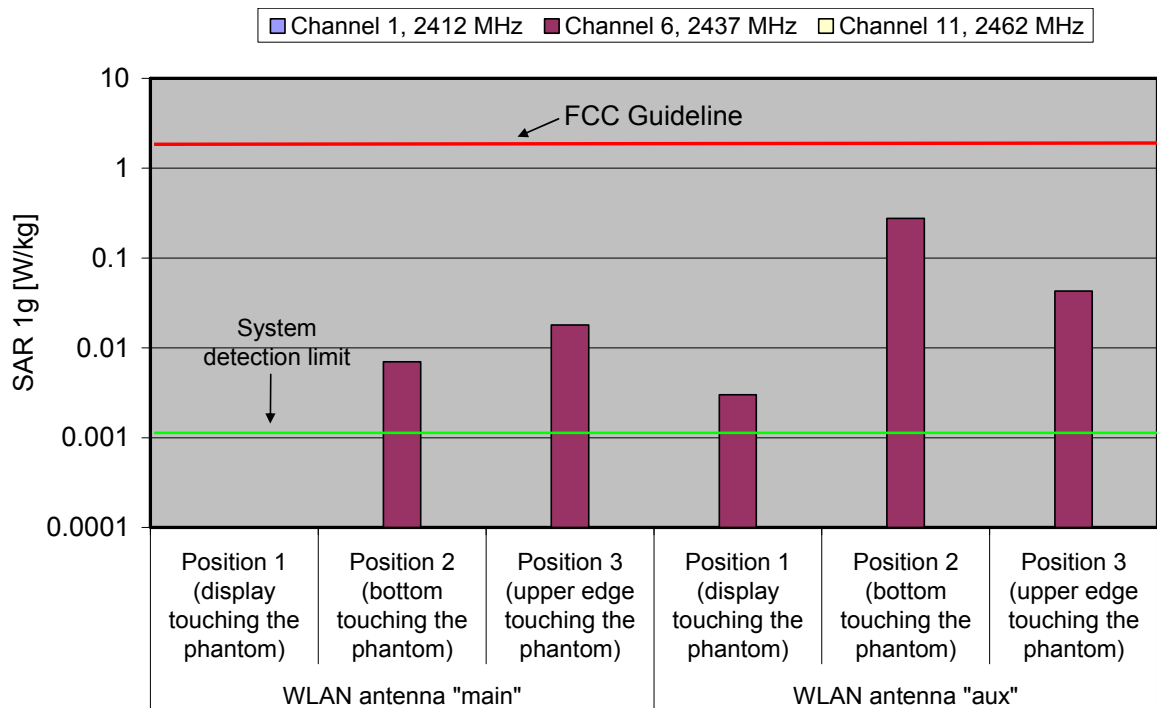 Channel 1, 2412 MHz Channel 6, 2437 MHz Channel 11, 2462 MHz
10
1
0.1
0.01
0.001
0.0001
SAR 1g [W/kg]
FCC Guideline
System
detection limit
Position 1
(display
touching the
phantom)
Position 2
(bottom
touching the
phantom)
Position 3
(upper edge
touching the
phantom)
Position 1
(display
touching the
phantom)
Position 2
(bottom
touching the
phantom)
Position 3
(upper edge
touching the
phantom)
WLAN antenna "main"
WLAN antenna "aux"